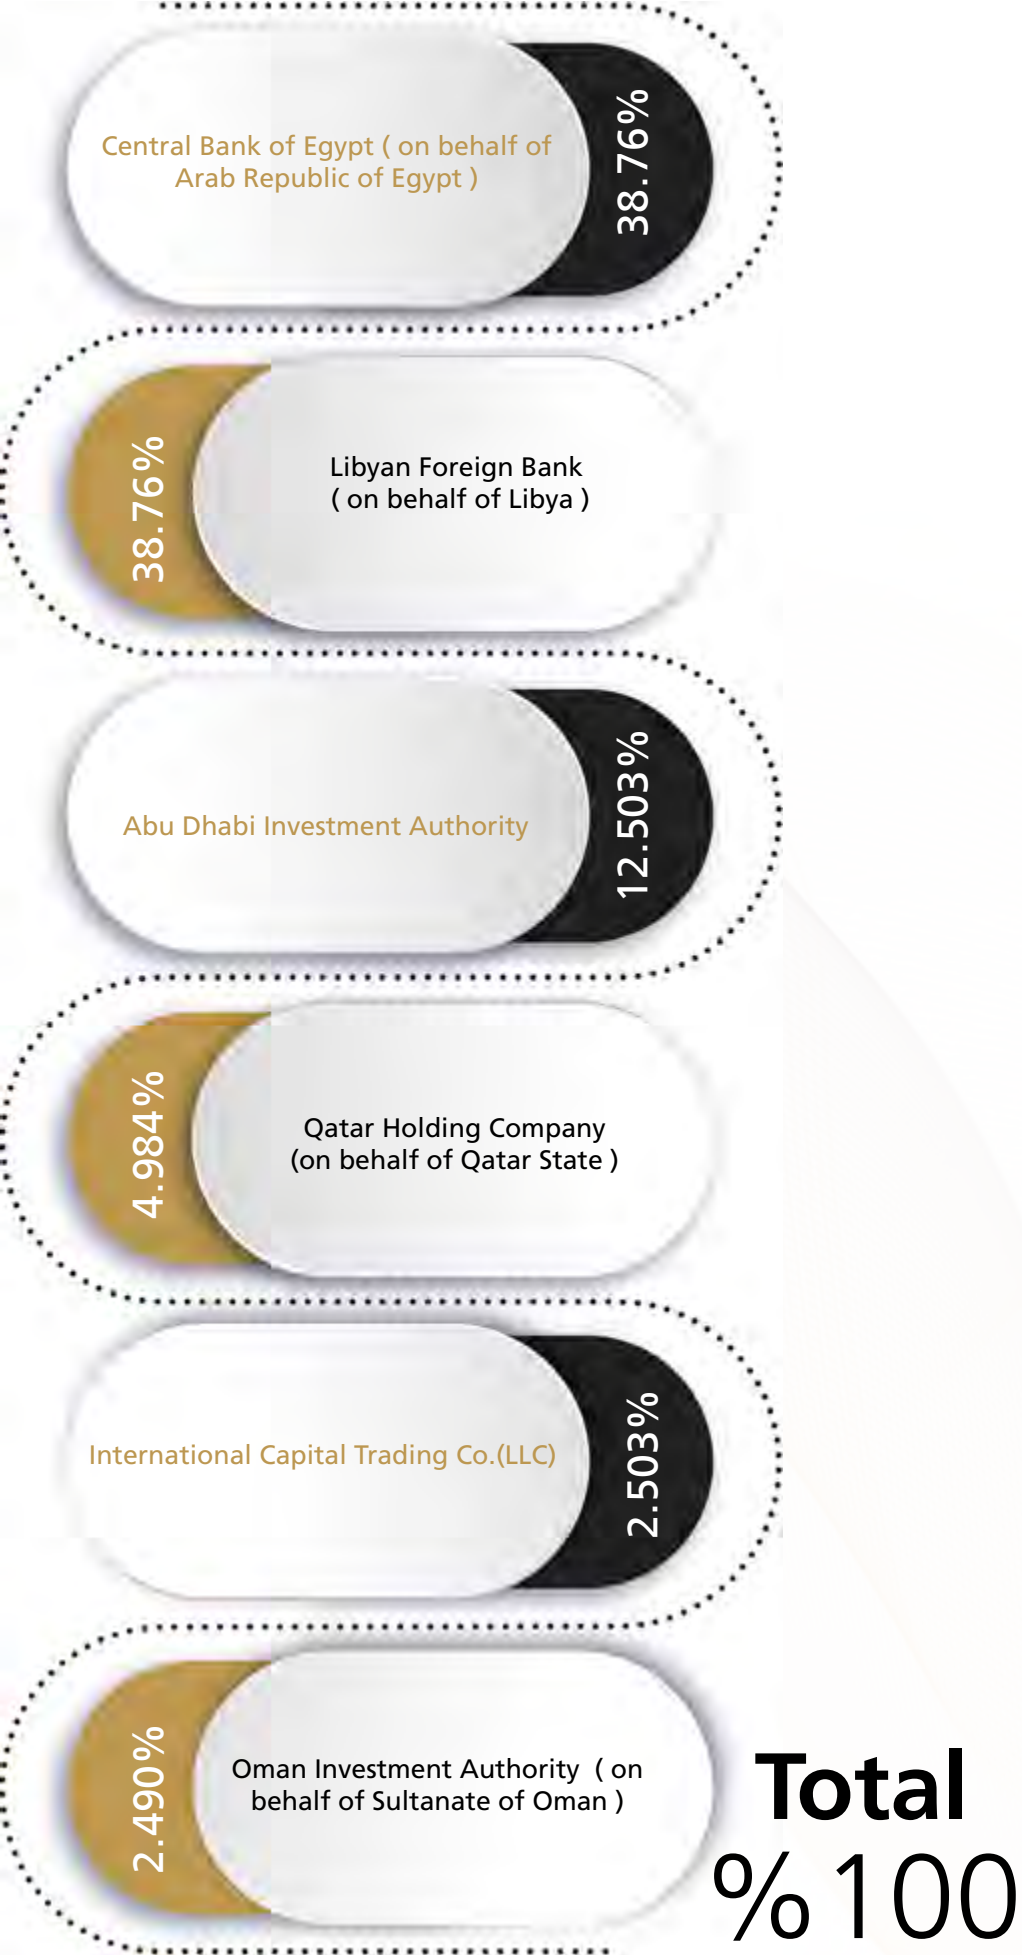 Central Bank of Egypt ( on behalf of
Arab Republic of Egypt )
38.76%
38.76%
Libyan Foreign Bank
( on behalf of Libya )
Abu Dhabi Investment Authority
12.503%
4.984%
Qatar Holding Company
(on behalf of Qatar State )
International Capital Trading Co.(LLC)
2.503%
2.490%
Oman Investment Authority  ( on
behalf of Sultanate of Oman )
Total
%100